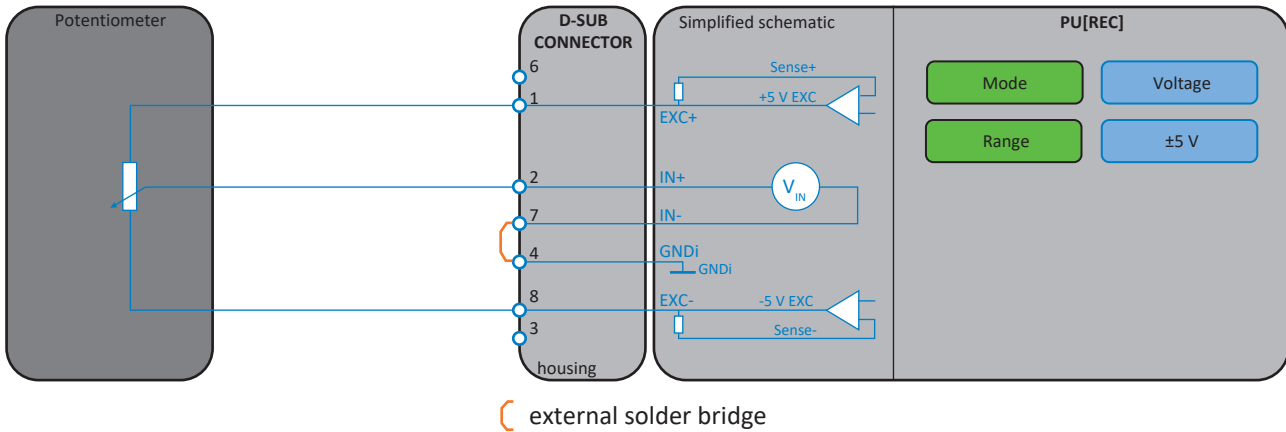 Potentiometer
D-SUB
CONNECTOR
Simplified schematic
PU[REC]
6
1
2
7
4
8
3
housing
Sense+
+5 V EXC
EXC+
IN+
V IN
IN-
GNDi
GNDi
EXC-
-5 V EXC
Sense-
Mode
Voltage
Range
±5 V
external solder bridge